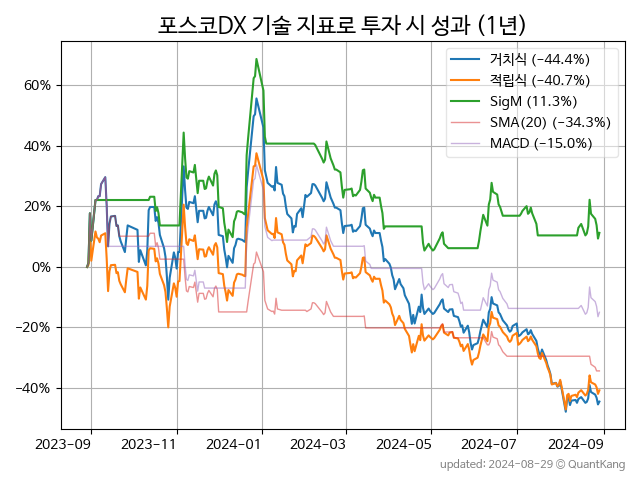 포스코DX 기술 지표로 투자 시 성과 (1년)
거치식 (−44.4%)
적립식 (−40.7%)
SigM (11.3%)
SMA(20) (−34.3%)
MACD (−15.0%)
60%
40%
20%
0%
−20%
−40%
2023-09 2023-11 2024-01 2024-03 2024-05 2024-07 2024-09
updated: 2024-08-29 © QuantKang